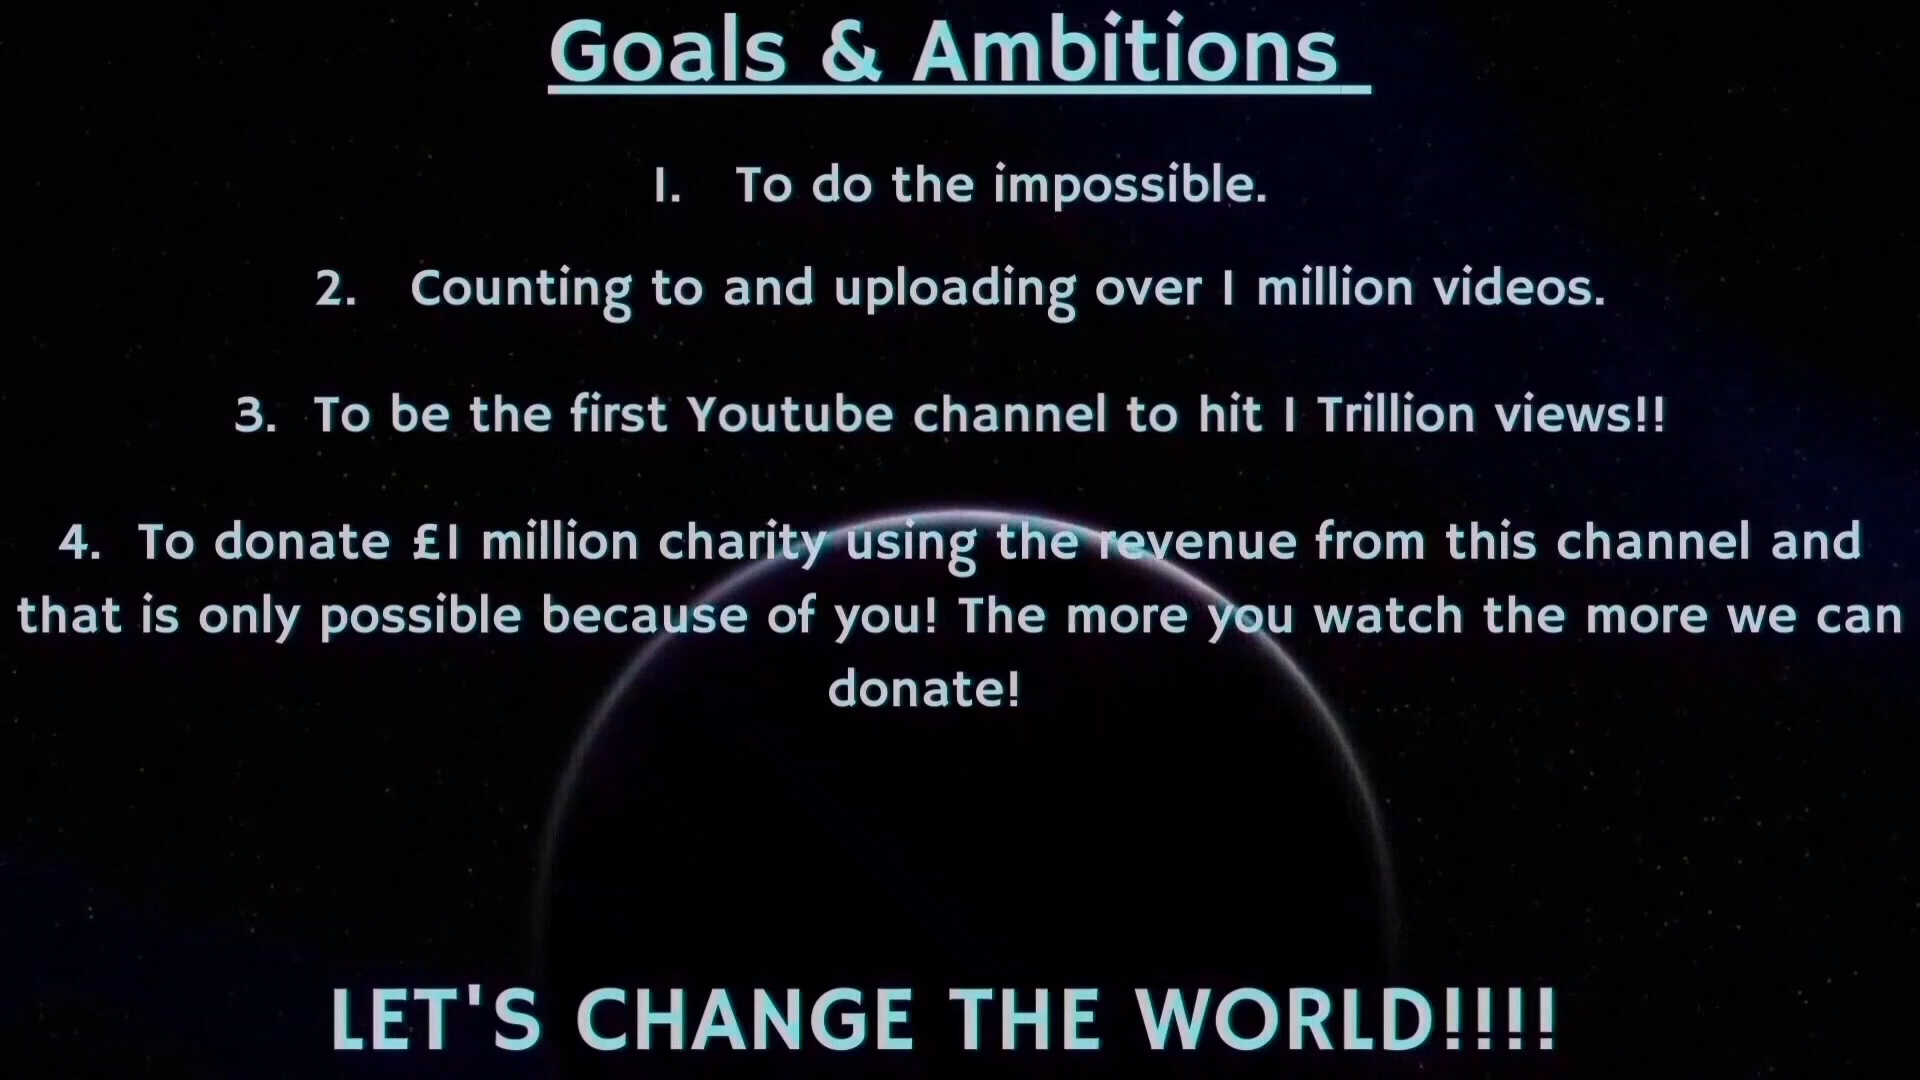 Goals & Ambitions
1. To do the impossible.
2. Counting to and uploading over 1 million videos.
3. To be the first Youtube channel to hit 1 Trillion views!!
4. To donate £1 million charity using the revenue from this channel and
that is only possible because of you! The more you watch the more we can
donate!
LET'S CHANGE THE WORLD!!!!